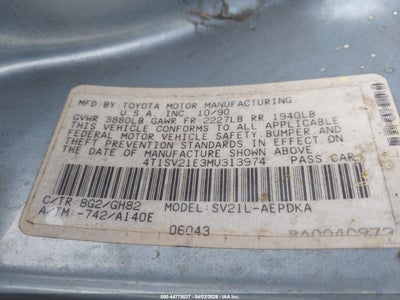 MFD. BY TOYOTA MOTOR MANUFACTURING
U.S.A. INC. 10/90
GVWR 3880LB GAWR FR 2227LB RR 1940LB
THIS VEHICLE CONFORMS TO ALL APPLICABLE
FEDERAL MOTOR VEHICLE SAFETY,BUMPER,AND
THEFT PREVENTION STANDARDS IN EFFECT ON
THE DATE OF MANUFACTURE SHOWN ABOVE.
4T1SV21E3MU313974 PASS CAR
C/TR:8G2/GH82 MODEL:SV21L-AEPDKA
A/TM:-742/A140E
06043